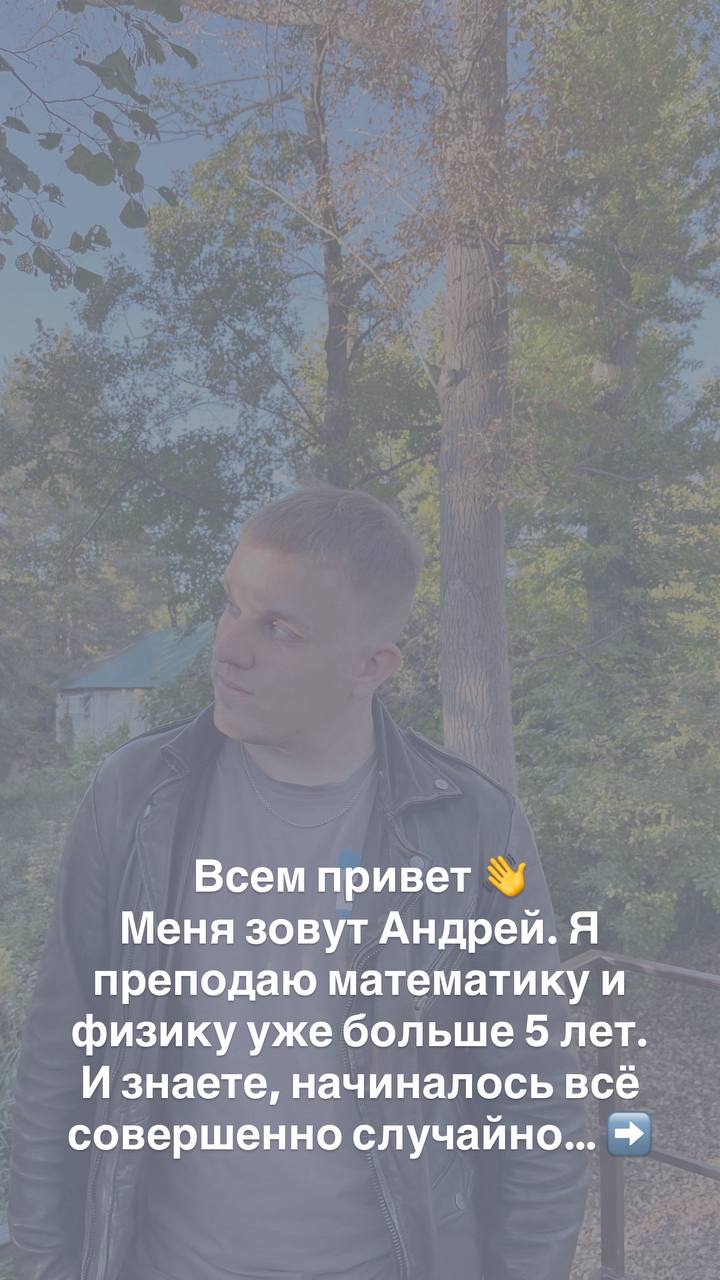 Всем привет 👋
Меня зовут Андрей. Я
преподаю математику и
физику уже больше 5 лет.
И знаете, начиналось всё
совершенно случайно... ➡️